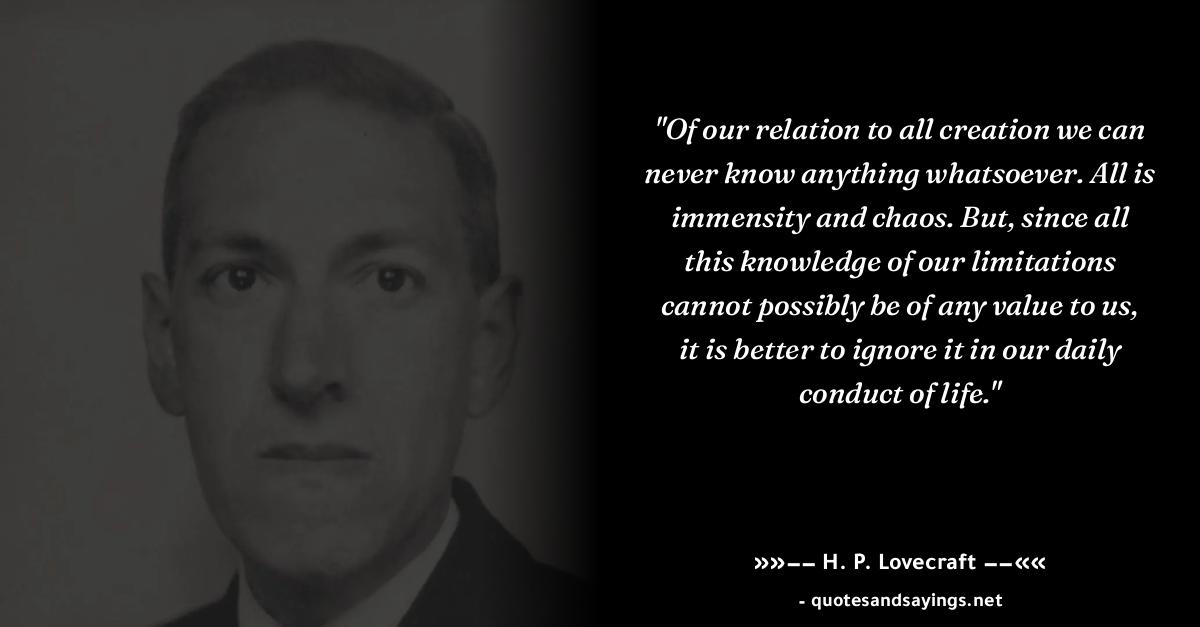 "Of our relation to all creation we can
never know anything whatsoever. All is
immensity and chaos. But, since all
this knowledge of our limitations
cannot possibly be of any value to us,
it is better to ignore it in our daily
conduct of life."
»»−− H. P. Lovecraft −−««
- quotesandsayings.net